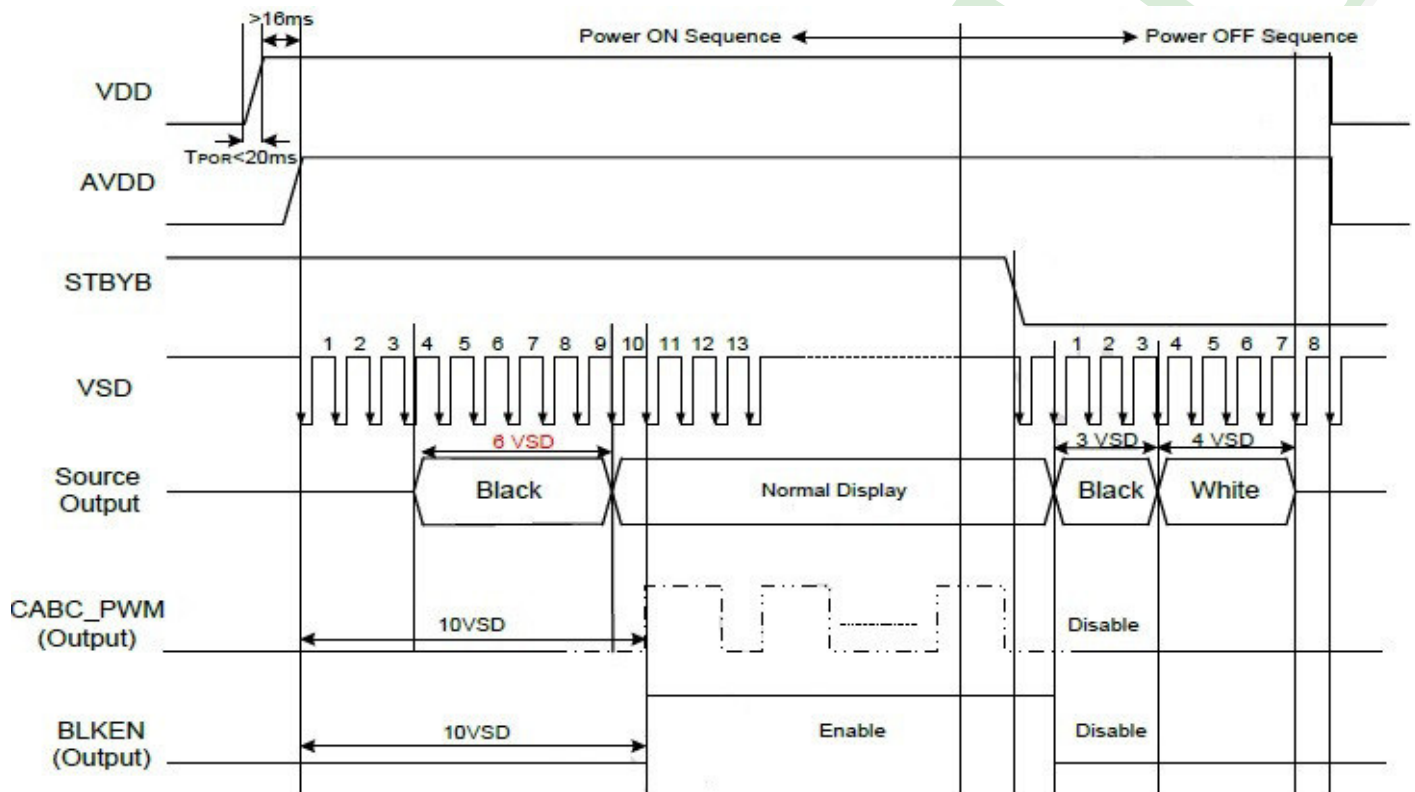 >16ms
Power ON Sequence
Power OFF Sequence
VDD
TPOR<20ms
AVDD
STBYB
1 2 3 4 5 6 7 8 9 10 11 12 13
1 2 3 4 5 6 7 8
VSD
6 VSD
3 VSD
4 VSD
Source
Output
Black
Normal Display
Black
White
CABC_PWM
(Output)
10VSD
Disable
BLKEN
(Output)
10VSD
Enable
Disable